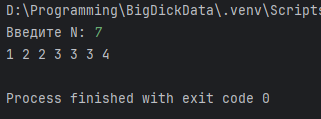 D:\Programming\BigDickData\.venv\Scripts
Введите N: 7
1 2 2 3 3 3 4
Process finished with exit code 0